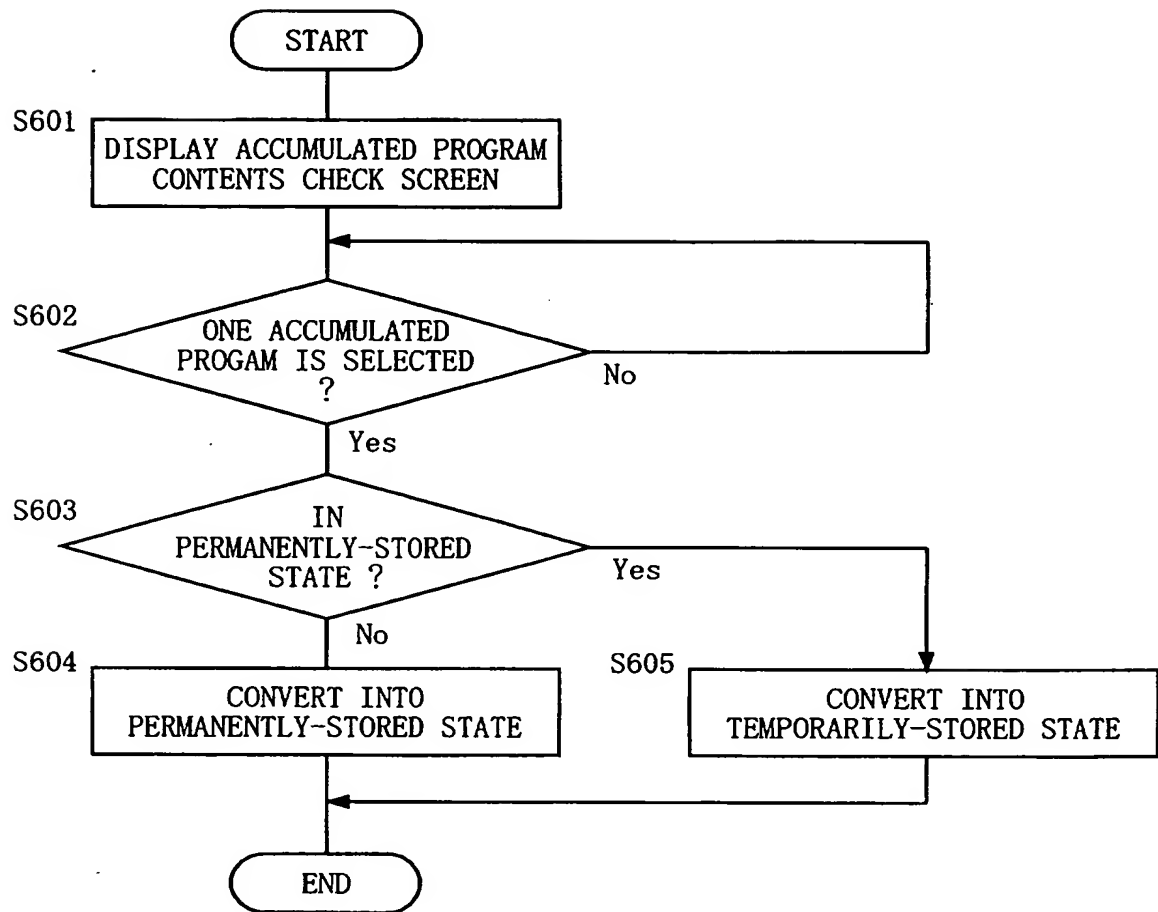 START
S601
DISPLAY ACCUMULATED PROGRAM
CONTENTS CHECK SCREEN
S602
ONE ACCUMULATED
PROGAM IS SELECTED
?
No
Yes
S603
IN
PERMANENTLY-STORED
STATE ?
Yes
No
S604
CONVERT INTO
PERMANENTLY-STORED STATE
S605
CONVERT INTO
TEMPORARILY-STORED STATE
END